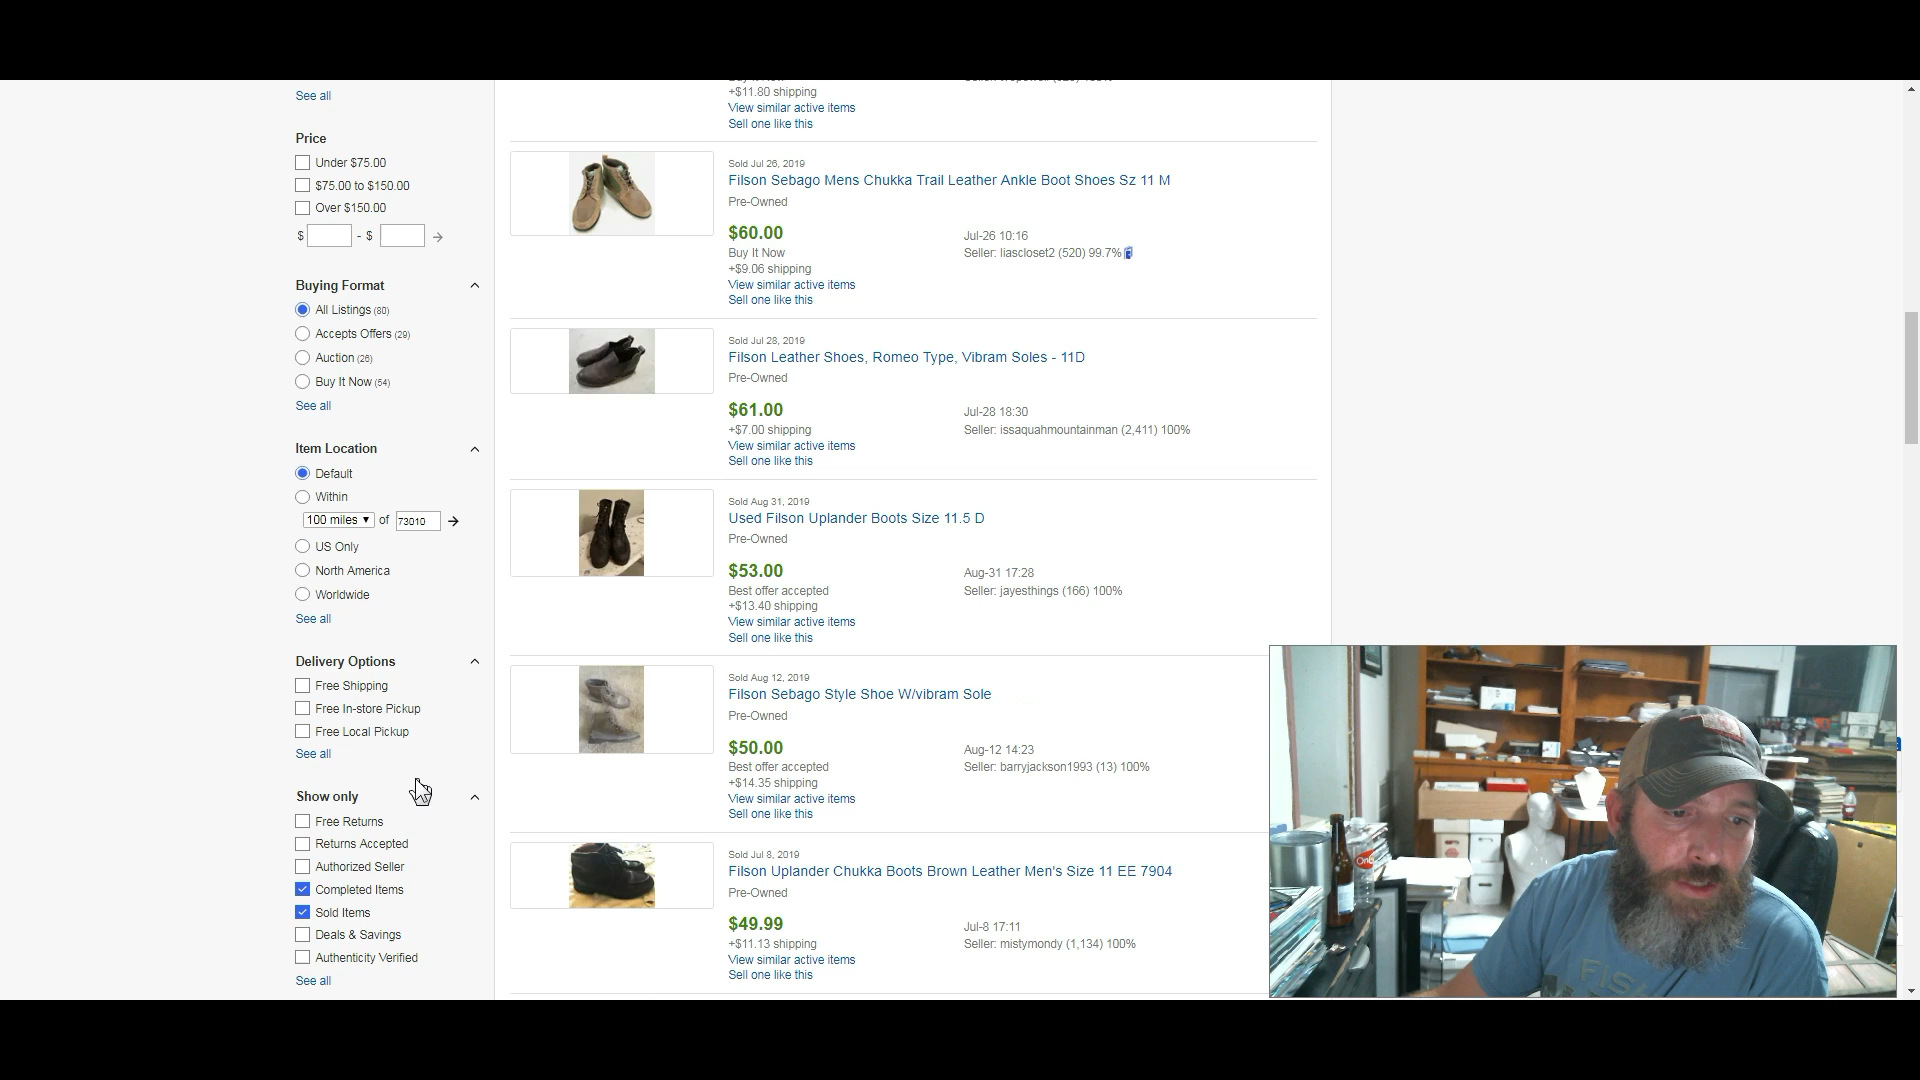 See all
Price
Under $75.00
$75.00 to $150.00
Over $150.00
$ - $
Buying Format
All Listings (80)
Accepts Offers (29)
Auction (26)
Buy It Now (54)
See all
Item Location
Default
Within
100 miles of 73010
US Only
North America
Worldwide
See all
Delivery Options
Free Shipping
Free In-store Pickup
Free Local Pickup
See all
Show only
Free Returns
Returns Accepted
Authorized Seller
Completed Items
Sold Items
Deals & Savings
Authenticity Verified
See all
+$11.80 shipping
View similar active items
Sell one like this
Sold Jul 26, 2019
Filson Sebago Mens Chukka Trail Leather Ankle Boot Shoes Sz 11 M
Pre-Owned
$60.00
Jul-26 10:16
Buy It Now
Seller: liascloset2 (520) 99.7%
+$9.06 shipping
View similar active items
Sell one like this
Sold Jul 28, 2019
Filson Leather Shoes, Romeo Type, Vibram Soles - 11D
Pre-Owned
$61.00
Jul-28 18:30
+$7.00 shipping
Seller: issaquahmountainman (2,411) 100%
View similar active items
Sell one like this
Sold Aug 31, 2019
Used Filson Uplander Boots Size 11.5 D
Pre-Owned
$53.00
Aug-31 17:28
Best offer accepted
Seller: jayesthings (166) 100%
+$13.40 shipping
View similar active items
Sell one like this
Sold Aug 12, 2019
Filson Sebago Style Shoe W/vibram Sole
Pre-Owned
$50.00
Aug-12 14:23
Best offer accepted
Seller: barryjackson1993 (13) 100%
+$14.35 shipping
View similar active items
Sell one like this
Sold Jul 8, 2019
Filson Uplander Chukka Boots Brown Leather Men's Size 11 EE 7904
Pre-Owned
$49.99
Jul-8 17:11
+$11.13 shipping
Seller: mistymondy (1,134) 100%
View similar active items
Sell one like this